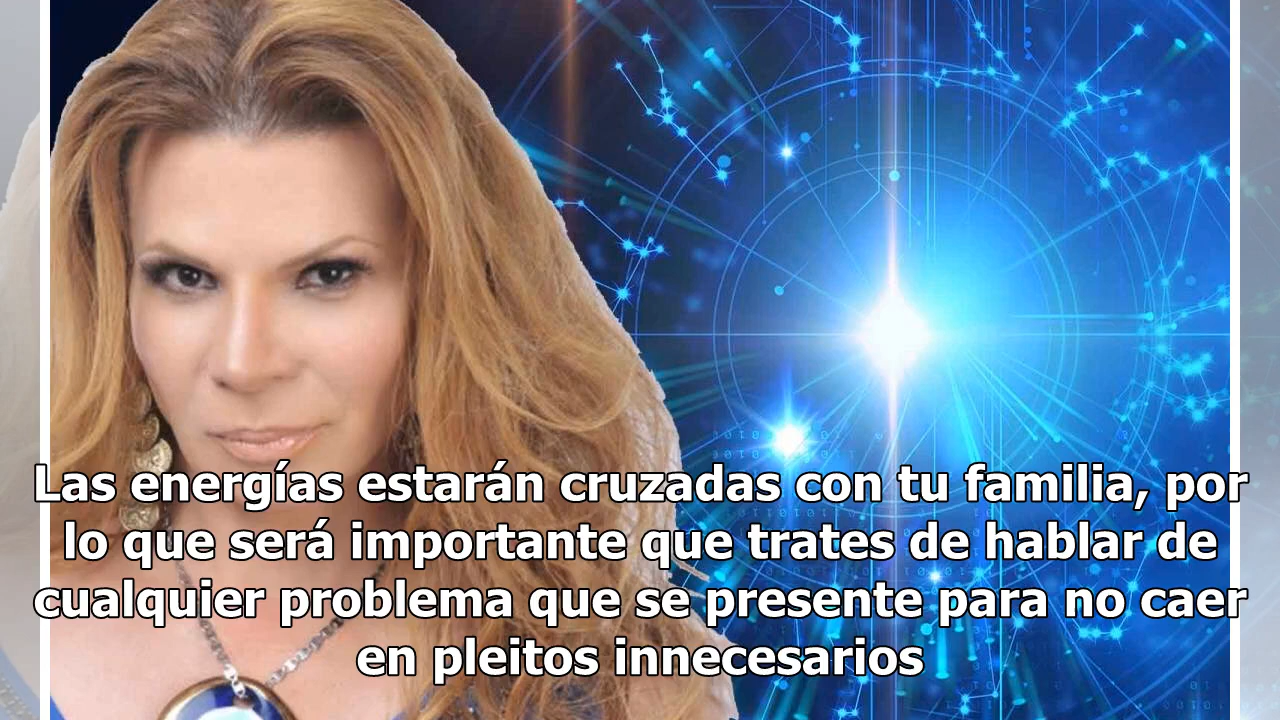 Las energías estarán cruzadas con tu familia, por
lo que será importante que trates de hablar de
cualquier problema que se presente para no caer
en pleitos innecesarios